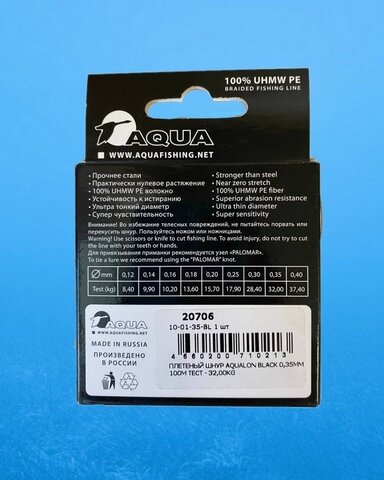 100% UHMW PE
BRAIDED FISHING LINE
AQUA
WWW.AQUAFISHING.NET
• Прочнее стали
• Практически нулевое растяжение
• 100% UHMW PE волокно
• Устойчивость к истиранию
• Ультра тонкий диаметр
• Супер чувствительность
• Stronger than steel
• Near zero stretch
• 100% UHMW PE fiber
• Superior abrasion resistance
• Ultra thin diameter
• Super sensitivity
Внимание! Во избежание телесных повреждений, не пытайтесь порвать или
перекусить шнур. Пользуйтесь ножом или ножницами.
Warning! Use scissors or knife to cut fishing line. To avoid injury, do not try to cut
the line with your teeth or hands.
Для привязывания приманки рекомендуется узел «PALOMAR».
To tie a lure we recommend to use the "PALOMAR" knot.
Ømm 0,12 0,14 0,16 0,18 0,20 0,25 0,30 0,35 0,40
Test (kg) 8,40 9,90 10,20 13,60 15,70 17,90 28,40 32,00 37,40
AQUA
MADE IN RUSSIA
ПРОИЗВЕДЕНО
В РОССИИ
20706
10-01-35-BL 1 шт
4 660200 710213
ПЛЕТЕНЫЙ ШНУР AQUALON BLACK 0,35MM
100M ТЕСТ - 32,00KG